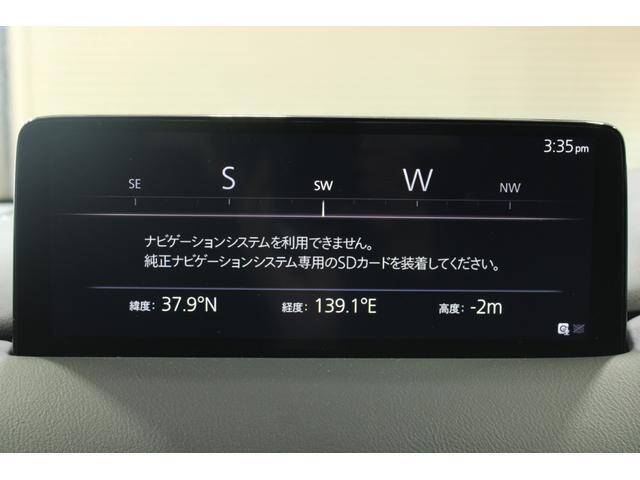 3:35pm
SE S SW W NW
ナビゲーションシステムを利用できません。
純正ナビゲーションシステム専用のSDカードを装着してください。
緯度: 37.9°N 経度: 139.1°E 高度: -2m